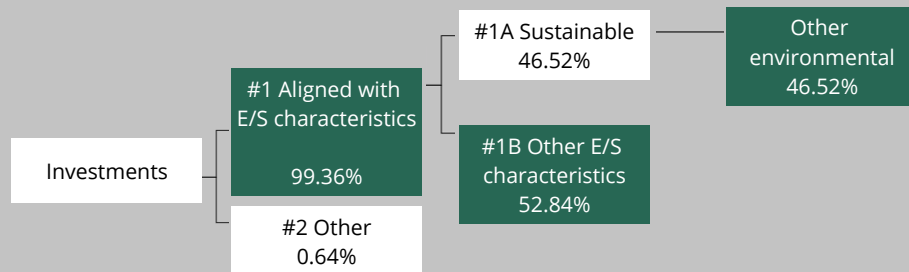 Investments
#1 Aligned with
E/S characteristics
99.36%
#2 Other
0.64%
#1A Sustainable
46.52%
#1B Other E/S
characteristics
52.84%
Other
environmental
46.52%